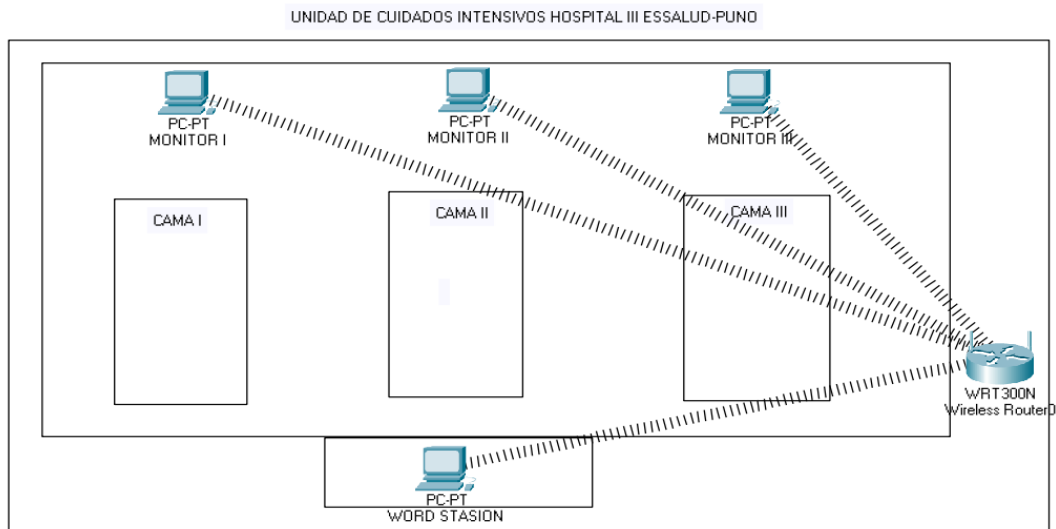 UNIDAD DE CUIDADOS INTENSIVOS HOSPITAL III ESSALUD-PUNO
PC-PT
MONITOR I
PC-PT
MONITOR II
PC-PT
MONITOR III
CAMA I
CAMA II
CAMA III
WRT300N
Wireless Router0
PC-PT
WORD STASION